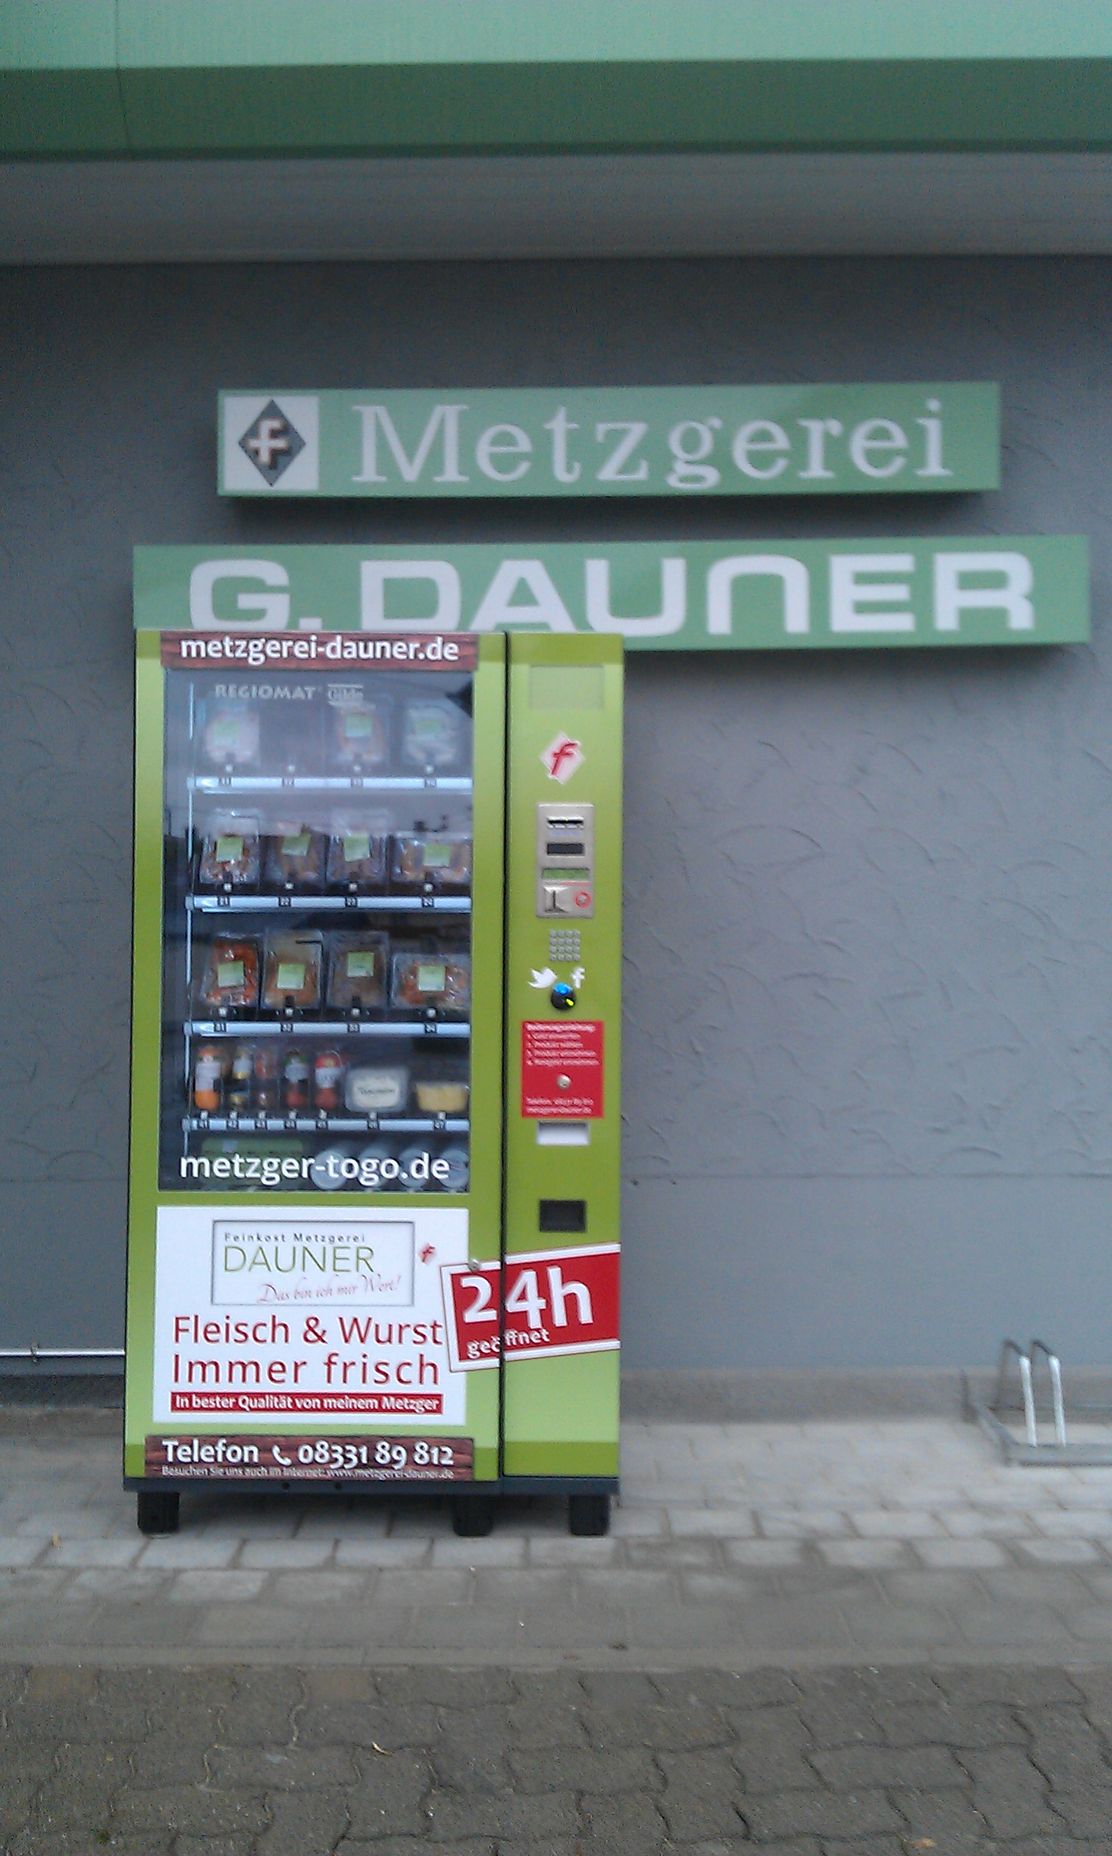 f Metzgerei
G. DAUNER
metzgerei-dauner.de
REGIOMAT Gilde
f
f
Bedienungsanleitung:
metzger-togo.de
Feinkost Metzgerei
DAUNER
Das bin ich mir Wert!
f
24h
geöffnet
Fleisch & Wurst
Immer frisch
In bester Qualität von meinem Metzger
Telefon 08331 89 812
Besuchen Sie uns auch im Internet: www.metzgerei-dauner.de